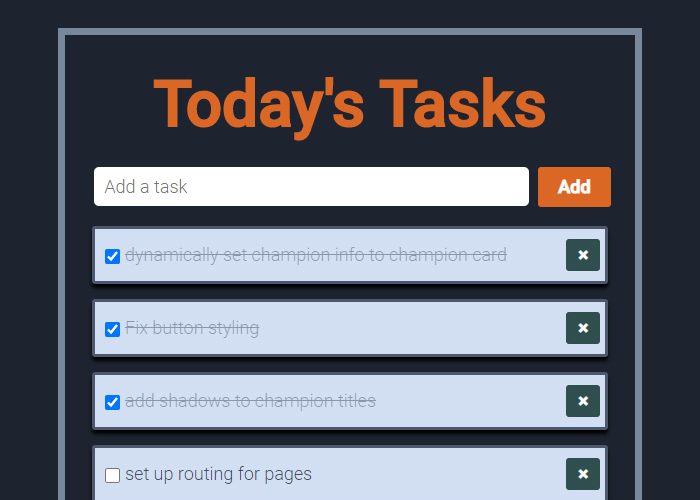 Today's Tasks
Add a task
Add
dynamically set champion info to champion card
Fix button styling
add shadows to champion titles
set up routing for pages